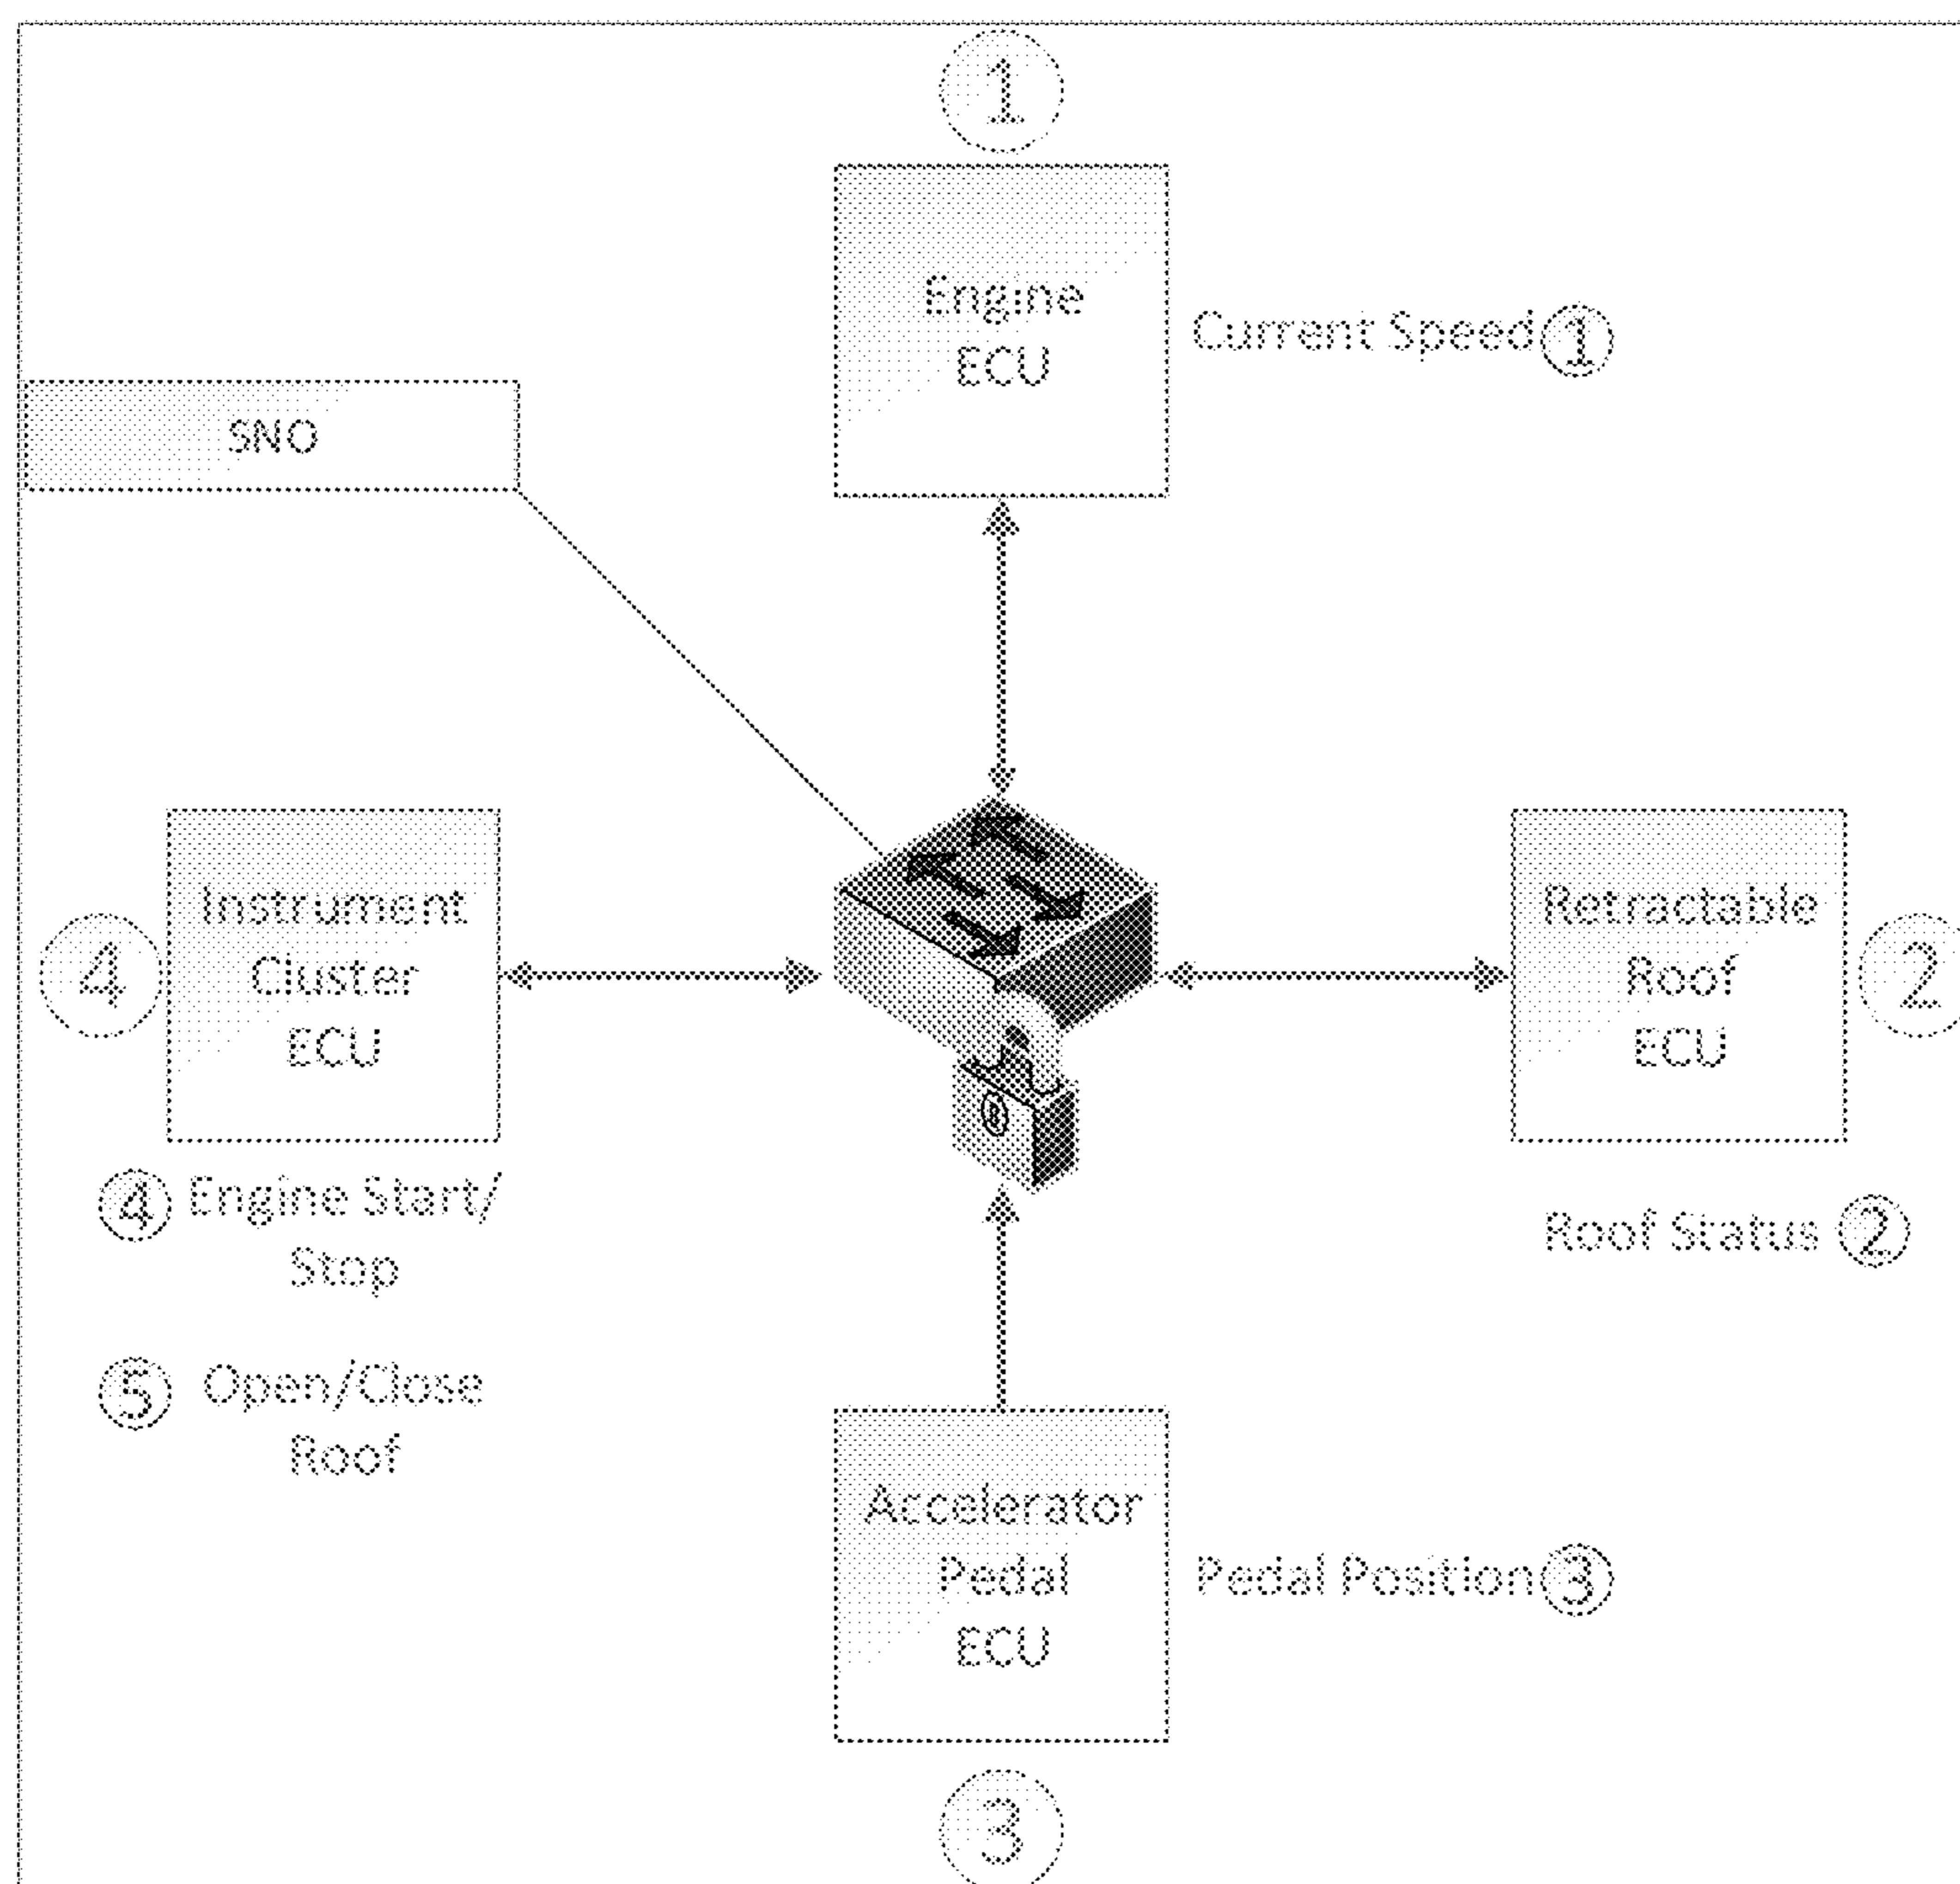 1
Engine
ECU
Current Speed 1
SNO
4
Instrument
Cluster
ECU
Retractable
Roof
ECU
2
4 Engine Start/
Stop
Roof Status 2
5 Open/Close
Roof
Accelerator
Pedal
ECU
Pedal Position 3
3